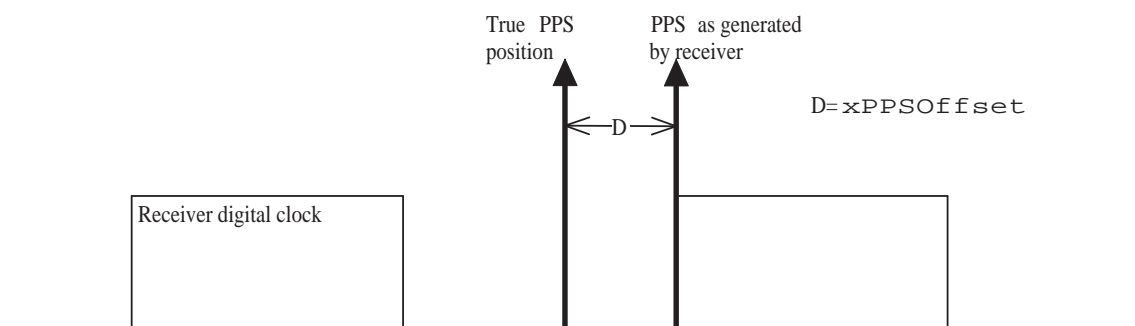 True PPS
position
PPS as generated
by receiver
D=xPPSOffset
D
Receiver digital clock